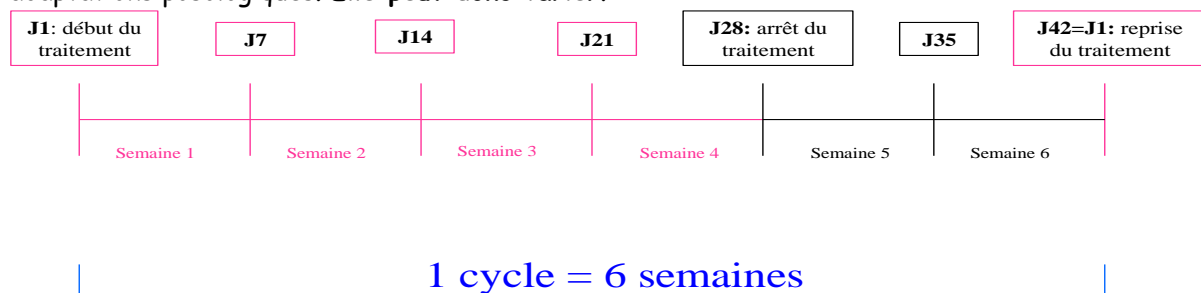 J1: début du
traitement
J7
J14
J21
J28: arrêt du
traitement
J35
J42=J1: reprise
du traitement
Semaine 1
Semaine 2
Semaine 3
Semaine 4
Semaine 5
Semaine 6
1 cycle = 6 semaines